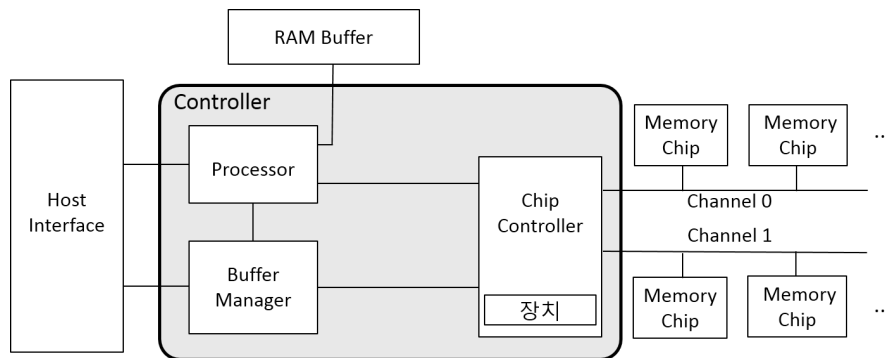 RAM Buffer
Controller
Host
Interface
Processor
Buffer
Manager
Chip
Controller
장치
Memory
Chip
Memory
Chip
..
Channel 0
Channel 1
Memory
Chip
Memory
Chip
..